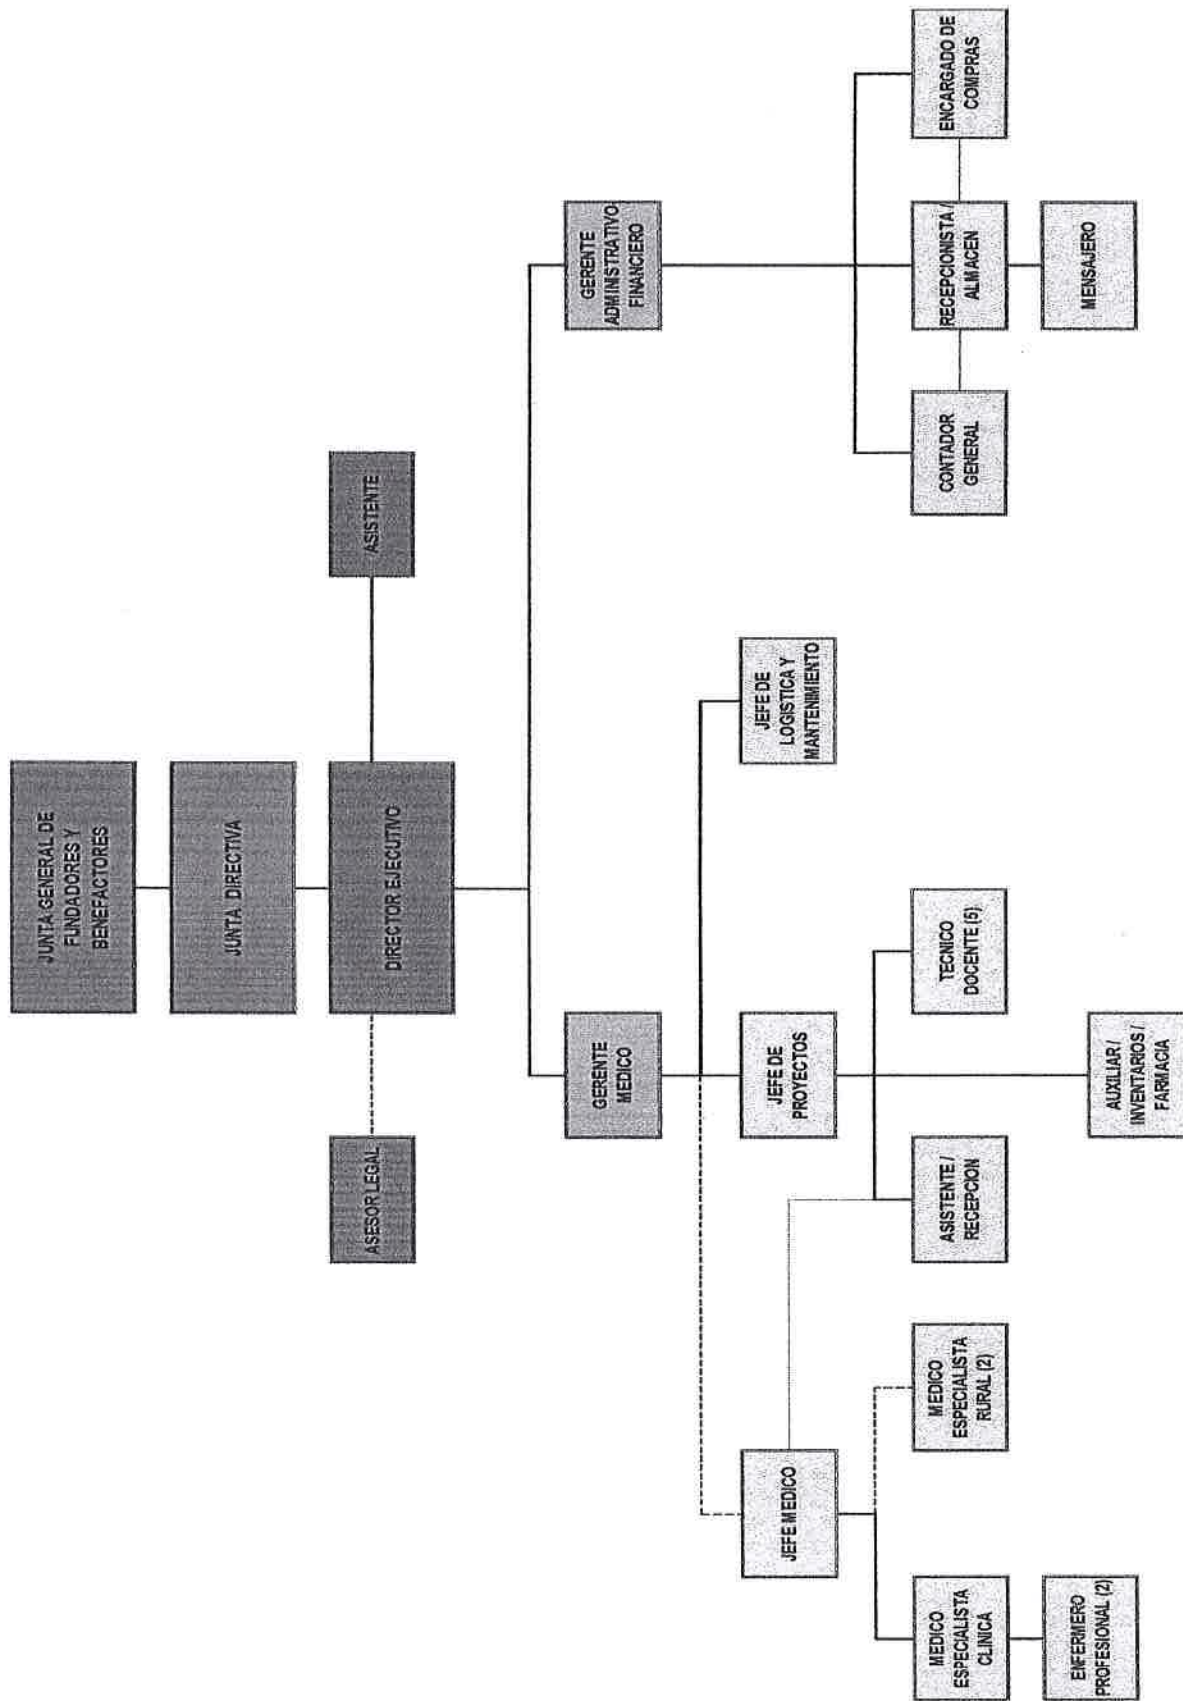 JUNTA GENERAL DE
FUNDADORES Y
BENEFACTORES
JUNTA DIRECTIVA
ASESOR LEGAL
DIRECTOR EJECUTIVO
ASISTENTE
GERENTE
MEDICO
GERENTE
ADMINISTRATIVO-
FINANCIERO
JEFE MEDICO
JEFE DE
PROYECTOS
JEFE DE
LOGISTICA Y
MANTENIMIENTO
MEDICO
ESPECIALISTA
CLINICA
MEDICO
ESPECIALISTA
RURAL (2)
ASISTENTE /
RECEPCION
TECNICO
DOCENTE (5)
CONTADOR
GENERAL
RECEPCIONISTA /
ALMACEN
ENCARGADO DE
COMPRAS
ENFERMERO
PROFESIONAL (2)
AUXILIAR /
INVENTARIOS /
FARMACIA
MENSAJERO